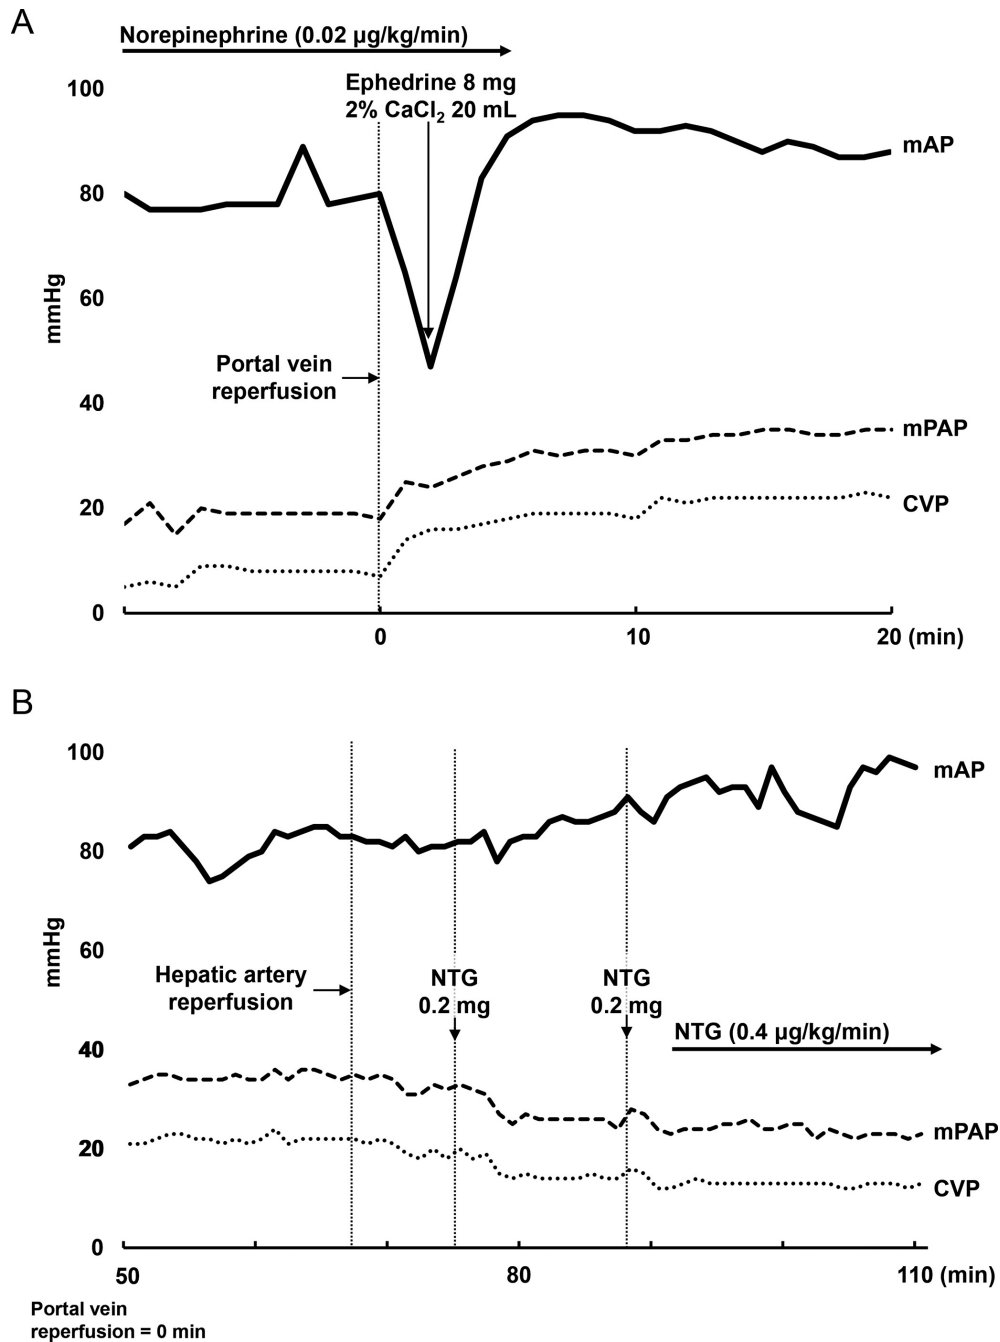 A
Norepinephrine (0.02 µg/kg/min)
Ephedrine 8 mg
2% CaCl₂ 20 mL
100
80
60
40
20
0
mmHg
mAP
Portal vein
reperfusion
mPAP
CVP
0
10
20 (min)
B
100
80
60
40
20
0
mmHg
mAP
Hepatic artery
reperfusion
NTG
0.2 mg
NTG
0.2 mg
NTG (0.4 µg/kg/min)
mPAP
CVP
50
80
110 (min)
Portal vein
reperfusion = 0 min